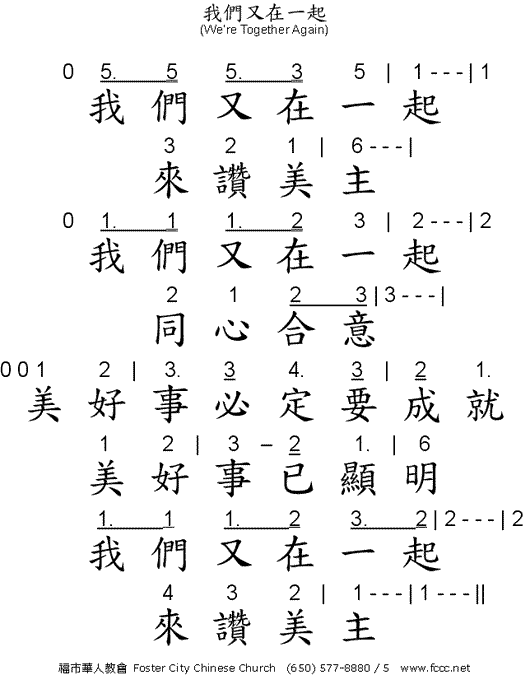 我們又在一起
(We're Together Again)
0 5. 5 5. 3 5 | 1 - - - | 1
我們又在一起
3 2 1 | 6 - - - |
來讚美主
0 1. 1 1. 2 3 | 2 - - - | 2
我們又在一起
2 1 2 3 | 3 - - - |
同心合意
0 0 1 2 | 3. 3 4. 3 | 2 1.
美好事必定要成就
1 2 | 3 – 2 1. | 6
美好事已顯明
1. 1 1. 2 3. 2 | 2 - - - | 2
我們又在一起
4 3 2 | 1 - - - | 1 - - - ||
來讚美主
福市華人教會 Foster City Chinese Church (650) 577-8880 / 5 www.fccc.net